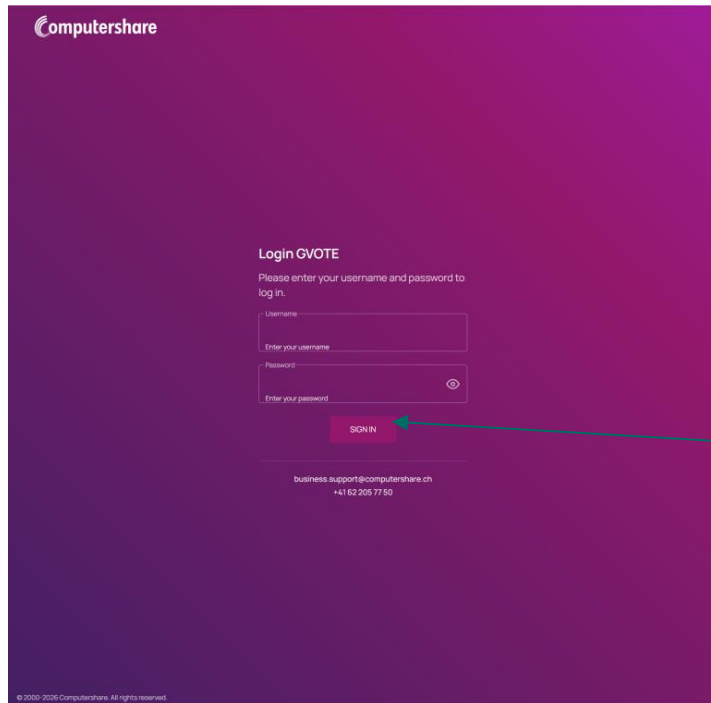 Computershare
Login GVOTE
Please enter your username and password to
log in.
Username
Enter your username
Password
Enter your password
SIGN IN
business.support@computershare.ch
+41 62 205 77 50
© 2000-2026 Computershare. All rights reserved.